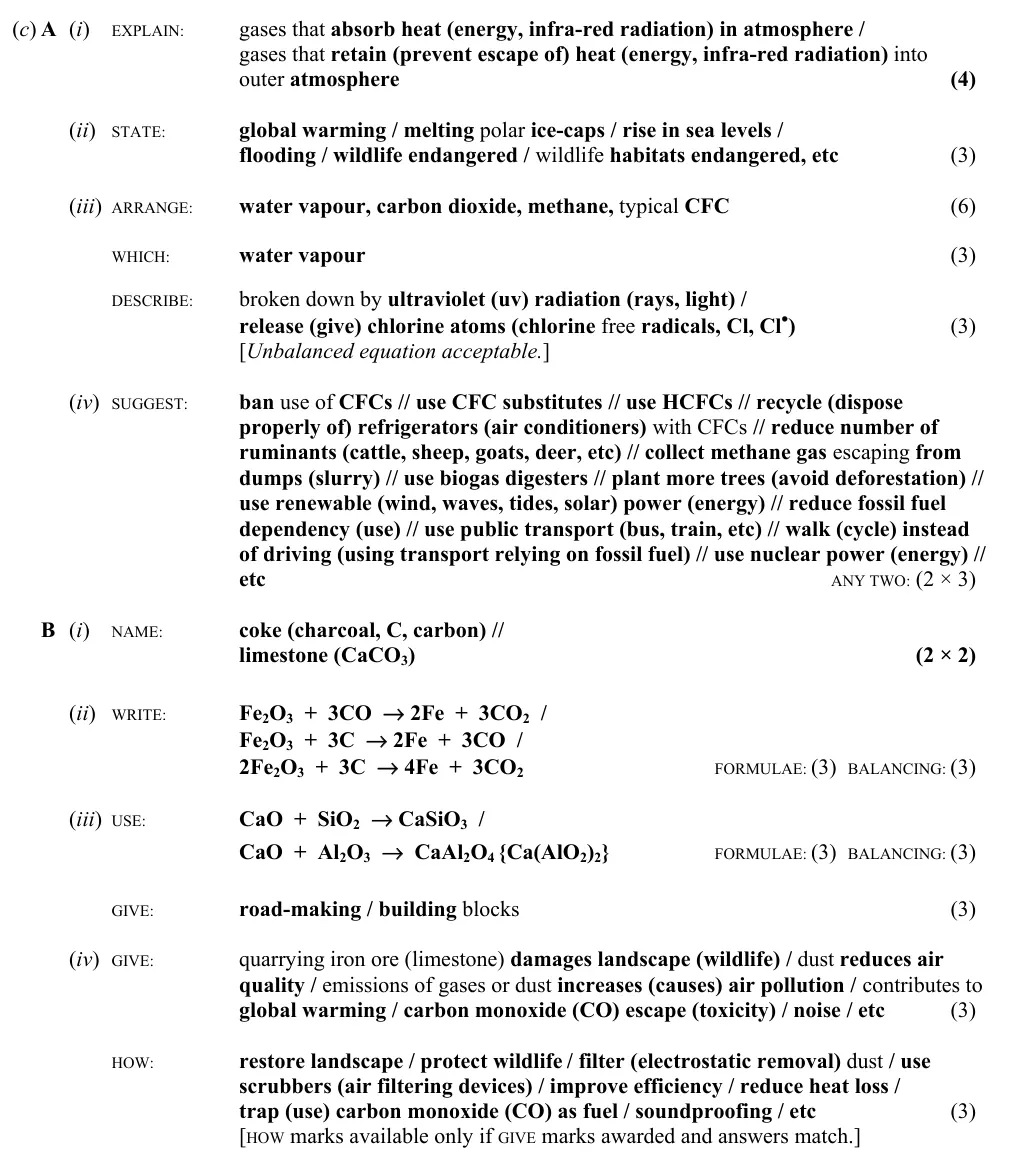 (c) A (i) EXPLAIN: gases that absorb heat (energy, infra-red radiation) in atmosphere /
gases that retain (prevent escape of) heat (energy, infra-red radiation) into
outer atmosphere (4)
(ii) STATE: global warming / melting polar ice-caps / rise in sea levels /
flooding / wildlife endangered / wildlife habitats endangered, etc (3)
(iii) ARRANGE: water vapour, carbon dioxide, methane, typical CFC (6)
WHICH: water vapour (3)
DESCRIBE: broken down by ultraviolet (uv) radiation (rays, light) /
release (give) chlorine atoms (chlorine free radicals, Cl, Cl•) (3)
[Unbalanced equation acceptable.]
(iv) SUGGEST: ban use of CFCs // use CFC substitutes // use HCFCs // recycle (dispose
properly of) refrigerators (air conditioners) with CFCs // reduce number of
ruminants (cattle, sheep, goats, deer, etc) // collect methane gas escaping from
dumps (slurry) // use biogas digesters // plant more trees (avoid deforestation) //
use renewable (wind, waves, tides, solar) power (energy) // reduce fossil fuel
dependency (use) // use public transport (bus, train, etc) // walk (cycle) instead
of driving (using transport relying on fossil fuel) // use nuclear power (energy) //
etc ANY TWO: (2 × 3)
B (i) NAME: coke (charcoal, C, carbon) //
limestone (CaCO₃) (2 × 2)
(ii) WRITE: Fe₂O₃ + 3CO → 2Fe + 3CO₂ /
Fe₂O₃ + 3C → 2Fe + 3CO /
2Fe₂O₃ + 3C → 4Fe + 3CO₂ FORMULAE: (3) BALANCING: (3)
(iii) USE: CaO + SiO₂ → CaSiO₃ /
CaO + Al₂O₃ → CaAl₂O₄ {Ca(AlO₂)₂} FORMULAE: (3) BALANCING: (3)
GIVE: road-making / building blocks (3)
(iv) GIVE: quarrying iron ore (limestone) damages landscape (wildlife) / dust reduces air
quality / emissions of gases or dust increases (causes) air pollution / contributes to
global warming / carbon monoxide (CO) escape (toxicity) / noise / etc (3)
HOW: restore landscape / protect wildlife / filter (electrostatic removal) dust / use
scrubbers (air filtering devices) / improve efficiency / reduce heat loss /
trap (use) carbon monoxide (CO) as fuel / soundproofing / etc (3)
[HOW marks available only if GIVE marks awarded and answers match.]